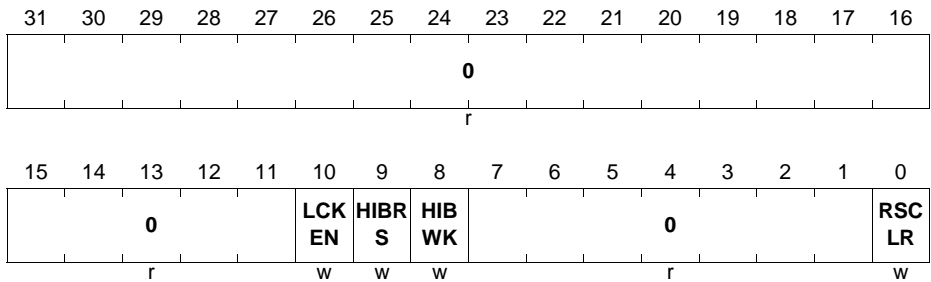 31 30 29 28 27 26 25 24 23 22 21 20 19 18 17 16
0
r
15 14 13 12 11 10 9 8 7 6 5 4 3 2 1 0
0 LCK EN HIBR S HIB WK 0 RSC LR
r w w w r w